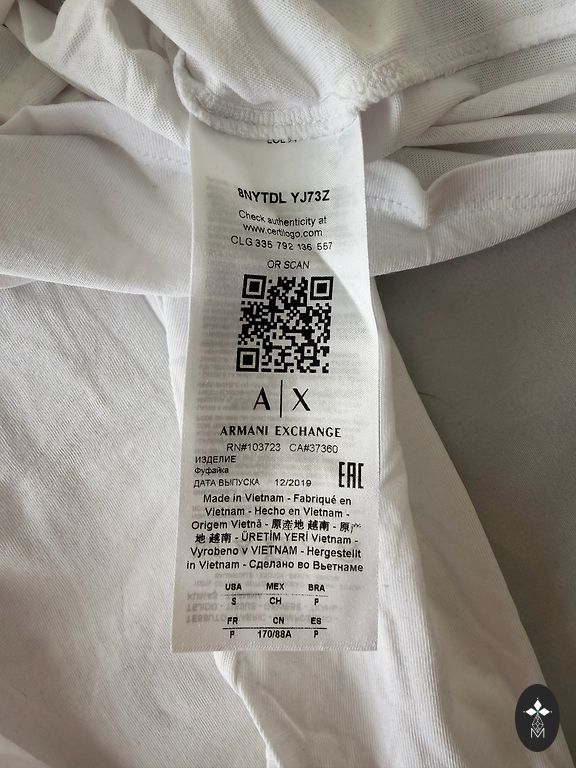 8NYTDL YJ73Z
Check authenticity at
www.certilogo.com
CLG 335 792 136 557
OR SCAN
A|X
ARMANI EXCHANGE
RN#103723 CA#37360
ИЗДЕЛИЕ
Фуфайка
ДАТА ВЫПУСКА 12/2019
EAC
Made in Vietnam - Fabriqué en
Vietnam - Hecho en Vietnam -
Origem Vietnã - 原產地 越南 - 原产
地 越南 - ÜRETİM YERİ Vietnam -
Vyrobeno v VIETNAM - Hergestellt
in Vietnam - Сделано во Вьетнаме
USA MEX BRA
S CH P
FR CN ES
P 170/88A P